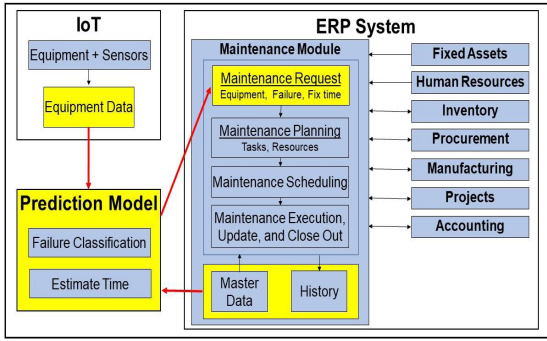 IoT
Equipment + Sensors
Equipment Data
Prediction Model
Failure Classification
Estimate Time
ERP System
Maintenance Module
Maintenance Request
Equipment, Failure, Fix time
Maintenance Planning
Tasks, Resources
Maintenance Scheduling
Maintenance Execution,
Update, and Close Out
Master
Data
History
Fixed Assets
Human Resources
Inventory
Procurement
Manufacturing
Projects
Accounting